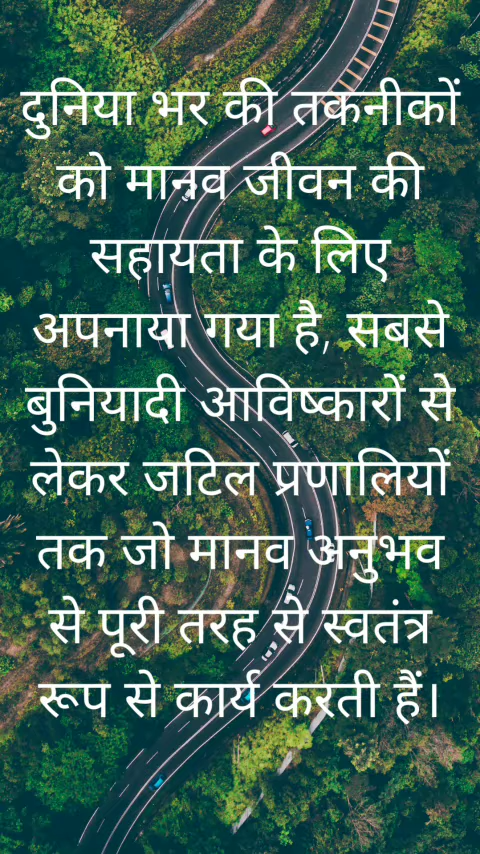 दुनिया भर की तकनीकों
को मानव जीवन की
सहायता के लिए
अपनाया गया है, सबसे
बुनियादी आविष्कारों से
लेकर जटिल प्रणालियों
तक जो मानव अनुभव
से पूरी तरह से स्वतंत्र
रूप से कार्य करती हैं।